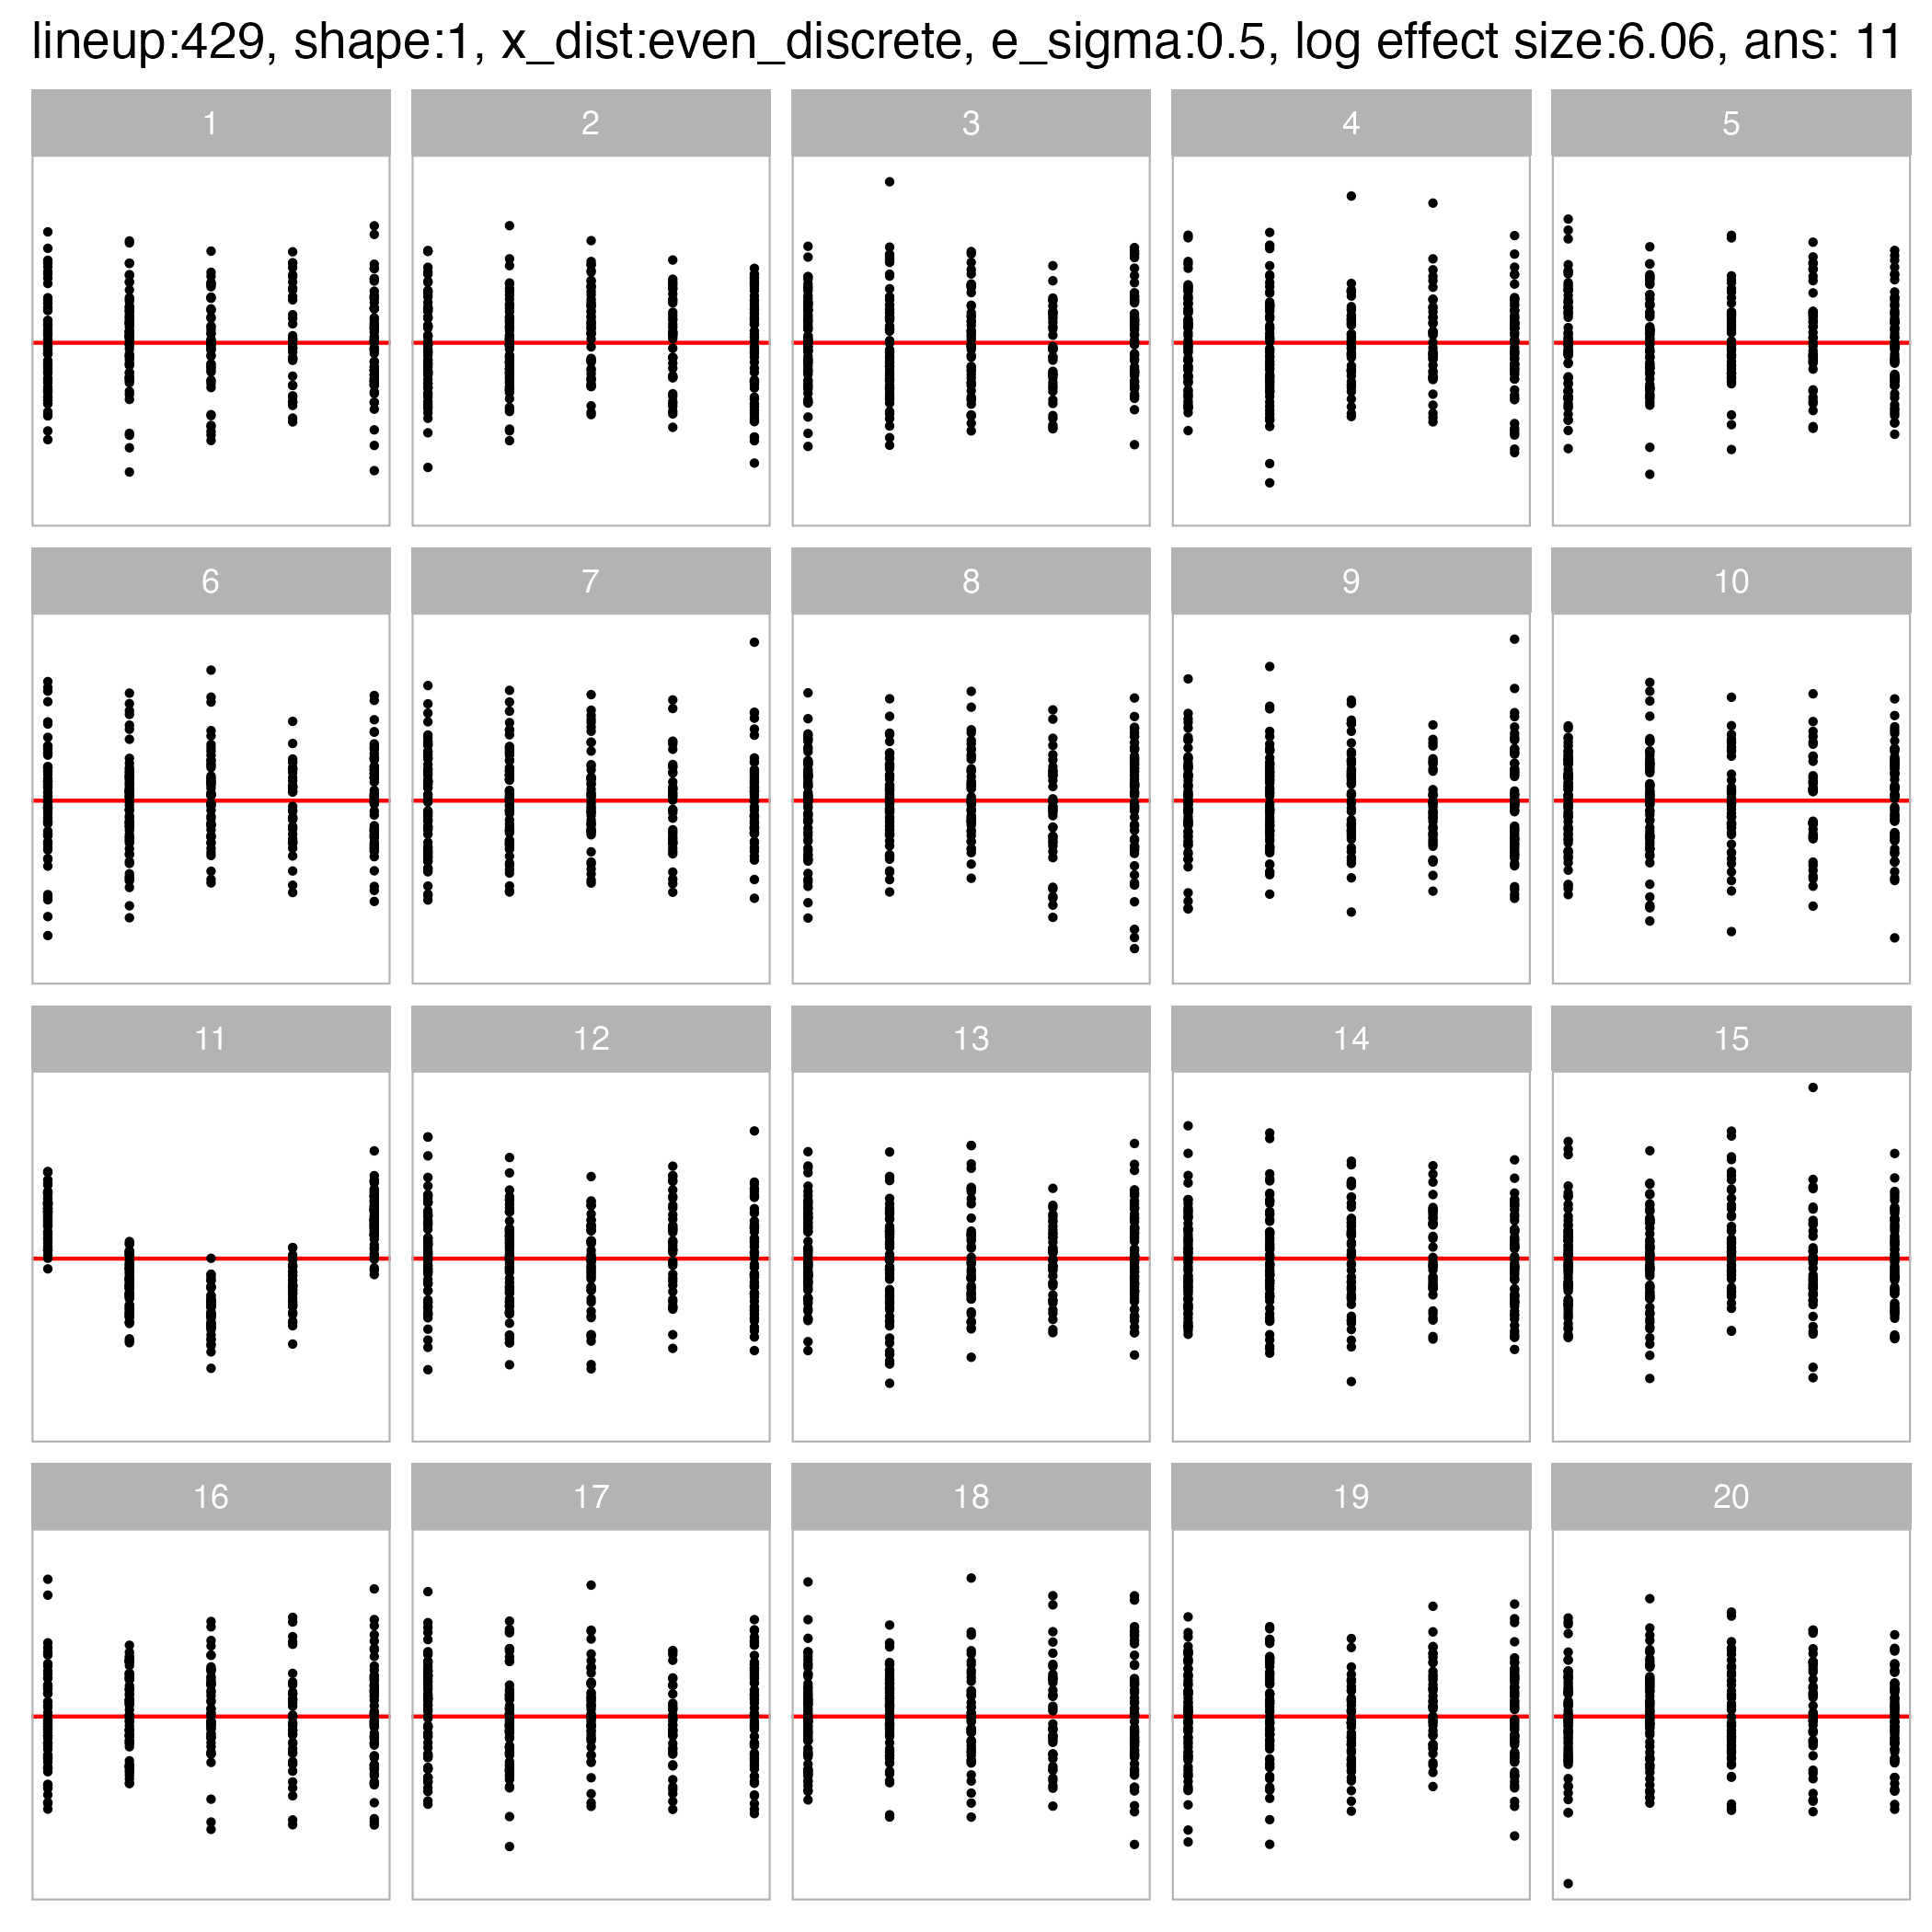 lineup:429, shape:1, x_dist:even_discrete, e_sigma:0.5, log effect size:6.06, ans: 11
1 2 3 4 5
6 7 8 9 10
11 12 13 14 15
16 17 18 19 20